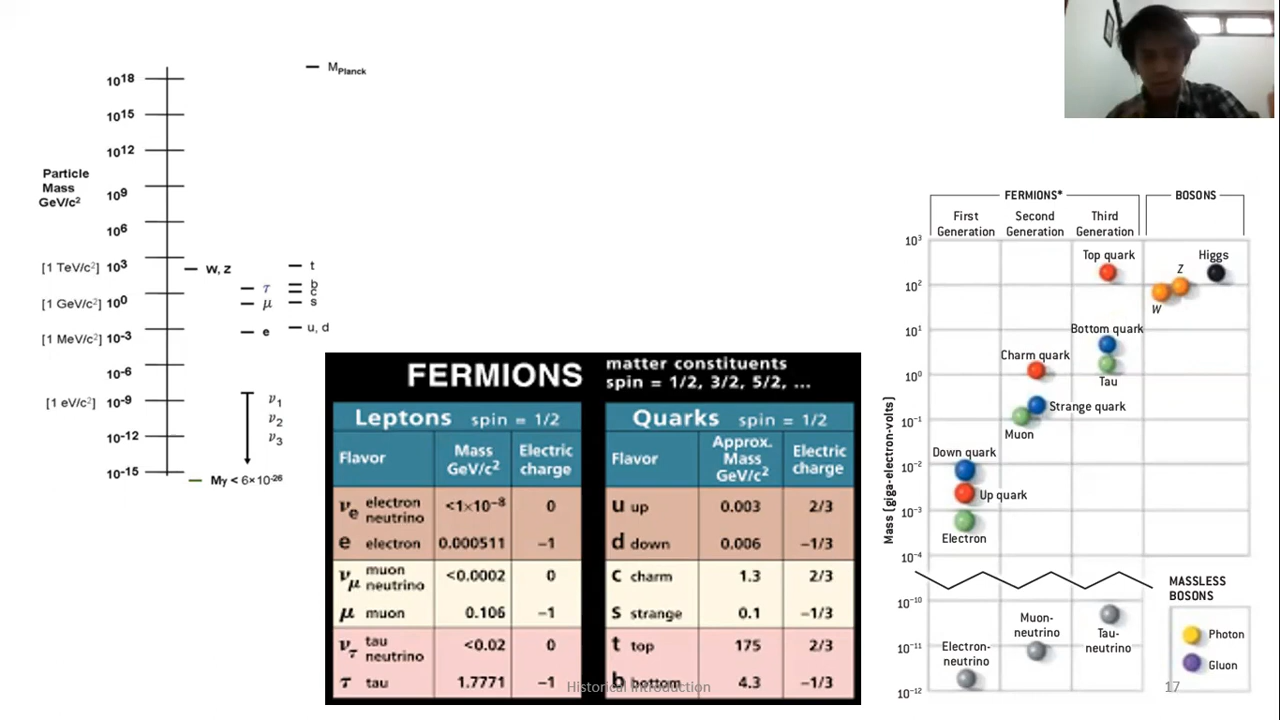 M_Planck
10^18
10^15
10^12
Particle
Mass
GeV/c²
10^9
10^6
[1 TeV/c²] 10^3
W, Z
t
τ
b
c
[1 GeV/c²] 10^0
μ
s
[1 MeV/c²] 10^-3
e
u, d
10^-6
[1 eV/c²] 10^-9
ν₁
ν₂
ν₃
10^-12
10^-15
Mγ < 6×10^-26
FERMIONS
matter constituents
spin = 1/2, 3/2, 5/2, ...
Leptons spin = 1/2
Flavor Mass GeV/c² Electric charge
νe electron neutrino <1×10^-8 0
e electron 0.000511 −1
νμ muon neutrino <0.0002 0
μ muon 0.106 −1
ντ tau neutrino <0.02 0
τ tau 1.7771 −1
Quarks spin = 1/2
Flavor Approx. Mass GeV/c² Electric charge
u up 0.003 2/3
d down 0.006 −1/3
c charm 1.3 2/3
s strange 0.1 −1/3
t top 175 2/3
b bottom 4.3 −1/3
Historical Introduction
FERMIONS*
BOSONS
First Generation
Second Generation
Third Generation
Mass (giga-electron-volts)
10^3
Top quark
Higgs
Z
10^2
W
10^1
Bottom quark
Charm quark
10^0
Tau
Strange quark
10^-1
Muon
Down quark
10^-2
Up quark
10^-3
Electron
10^-4
MASSLESS
BOSONS
10^-10
Muon-
neutrino
Tau-
neutrino
Photon
10^-11
Electron-
neutrino
Gluon
10^-12
17